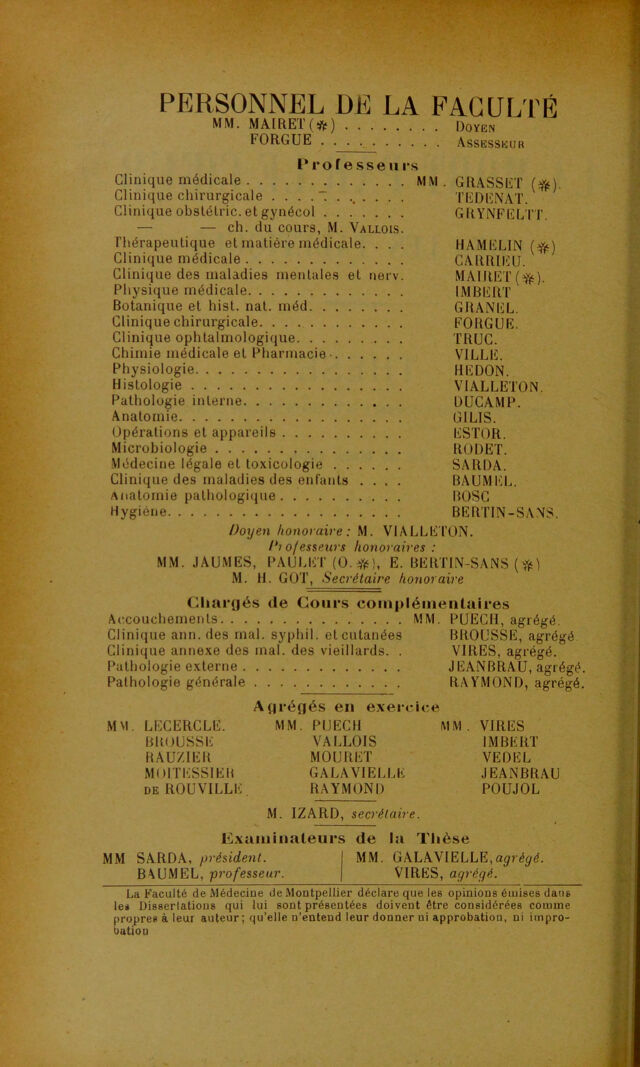 PERSONNEL DE LA FACULTÉ
MM. MAIRET (✻) ........ DOYEN
FORGUE .......... ASSESSEUR
Professeurs
Clinique médicale ............. MM. GRASSET (✻).
Clinique chirurgicale .......... TEDENAT.
Clinique obstétric. et gynécol ....... GRYNFELTT.
— — ch. du cours, M. VALLOIS.
Thérapeutique et matière médicale. . . . HAMELIN (✻)
Clinique médicale ............. CARRIEU.
Clinique des maladies mentales et nerv. MAIRET (✻).
Physique médicale. ............ IMBERT
Botanique et hist. nat. méd. ....... GRANEL.
Clinique chirurgicale. ........... FORGUE.
Clinique ophtalmologique. ........ TRUC.
Chimie médicale et Pharmacie ...... VILLE.
Physiologie. ................ HEDON.
Histologie ................. VIALLETON.
Pathologie interne. ............ DUCAMP.
Anatomie. ................. GILIS.
Opérations et appareils .......... ESTOR.
Microbiologie ............... RODET.
Médecine légale et toxicologie ...... SARDA.
Clinique des maladies des enfants .... BAUMEL.
Anatomie pathologique .......... BOSC
Hygiène. .................. BERTIN-SANS.
Doyen honoraire : M. VIALLETON.
Professeurs honoraires :
MM. JAUMES, PAULET (O. ✻), E. BERTIN-SANS (✻)
M. H. GOT, Secrétaire honoraire
Chargés de Cours complémentaires
Accouchements. .............. MM. PUECH, agrégé.
Clinique ann. des mal. syphil. et cutanées BROUSSE, agrégé
Clinique annexe des mal. des vieillards. . VIRES, agrégé.
Pathologie externe ............. JEANBRAU, agrégé.
Pathologie générale ............ RAYMOND, agrégé.
Agrégés en exercice
MM. LECERCLE. MM. PUECH MM. VIRES
BROUSSE VALLOIS IMBERT
RAUZIER MOURET VEDEL
MOITESSIER GALAVIELLE JEANBRAU
DE ROUVILLE. RAYMOND POUJOL
M. IZARD, secrétaire.
Examinateurs de la Thèse
MM SARDA, président. MM. GALAVIELLE, agrégé.
BAUMEL, professeur. VIRES, agrégé.
La Faculté de Médecine de Montpellier déclare que les opinions émises dans
les Dissertations qui lui sont présentées doivent être considérées comme
propres à leur auteur ; qu'elle n'entend leur donner ni approbation, ni impro-
bation